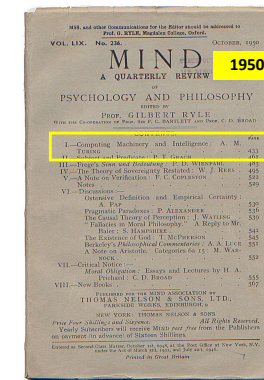 MSS. and other Communications for the Editor should be addressed to
Prof. G. RYLE, Magdalen College, Oxford.
VOL. LIX. No. 236.
OCTOBER, 1950
MIND
1950
A QUARTERLY REVIEW
OF
PSYCHOLOGY AND PHILOSOPHY
EDITED BY
PROF. GILBERT RYLE
WITH THE CO-OPERATION OF PROF. SIR F. C. BARTLETT AND PROF. C. D. BROAD
CONTENTS
PAGE
I.—Computing Machinery and Intelligence: A. M.
TURING 433
II.—Subject and Predicate: P. T. GEACH 461
III.—Frege's Sinn und Bedeutung: P. D. WIENPAHL 483
IV.—The Theory of Sovereignty Restated: W. J. REES 495
V.—A Note on Verification: F. C. COPLESTON 522
Notes 529
VI.—Discussions:—
Ostensive Definition and Empirical Certainty:
A. PAP 530
Pragmatic Paradoxes: P. ALEXANDER 536
The Causal Theory of Perception: J. WATLING 539
"Fallacies in Moral Philosophy." A Reply to Mr.
Baier: S. HAMPSHIRE 541
The Existence of God: T. MCPHERSON 545
Berkeley's Philosophical Commentaries: A. A. LUCE 551
A Note on Aristotle. Categories 6a 15: M. WAR-
NOCK 552
VII.—Critical Notice:—
Moral Obligation: Essays and Lectures by H. A.
Prichard: C. D. BROAD 555
VIII.—New Books 567
PUBLISHED FOR THE MIND ASSOCIATION BY
THOMAS NELSON & SONS, LTD.,
PARKSIDE WORKS, EDINBURGH, 9
NEW YORK: THOMAS NELSON & SONS
Price Four Shillings and Sixpence. All Rights Reserved.
Yearly Subscribers will receive MIND post free from the Publishers
on payment (in advance) of Sixteen Shillings.
Entered as Second Class Matter, October 1st, 1948, at the Post Office at New York, N.Y.,
under the Act of March 3rd, 1933, and July 2nd, 1946.
Printed in Great Britain